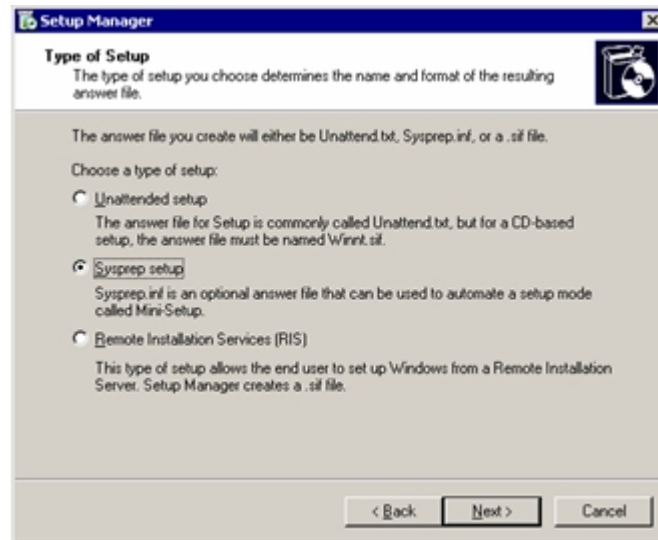 Setup Manager
Type of Setup
The type of setup you choose determines the name and format of the resulting
answer file.
The answer file you create will either be Unattend.txt, Sysprep.inf, or a .sif file.
Choose a type of setup:
Unattended setup
The answer file for Setup is commonly called Unattend.txt, but for a CD-based
setup, the answer file must be named Winnt.sif.
Sysprep setup
Sysprep.inf is an optional answer file that can be used to automate a setup mode
called Mini-Setup.
Remote Installation Services (RIS)
This type of setup allows the end user to set up Windows from a Remote Installation
Server. Setup Manager creates a .sif file.
< Back
Next >
Cancel